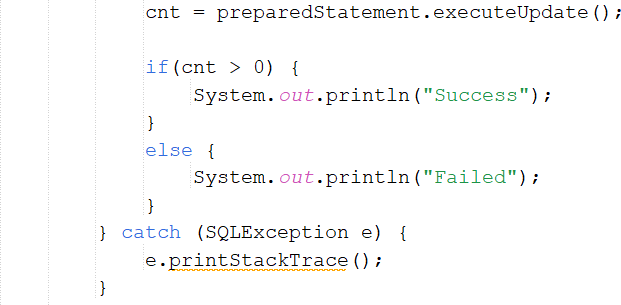 cnt = preparedStatement.executeUpdate();
if(cnt > 0) {
System.out.println("Success");
}
else {
System.out.println("Failed");
}
} catch (SQLException e) {
e.printStackTrace();
}